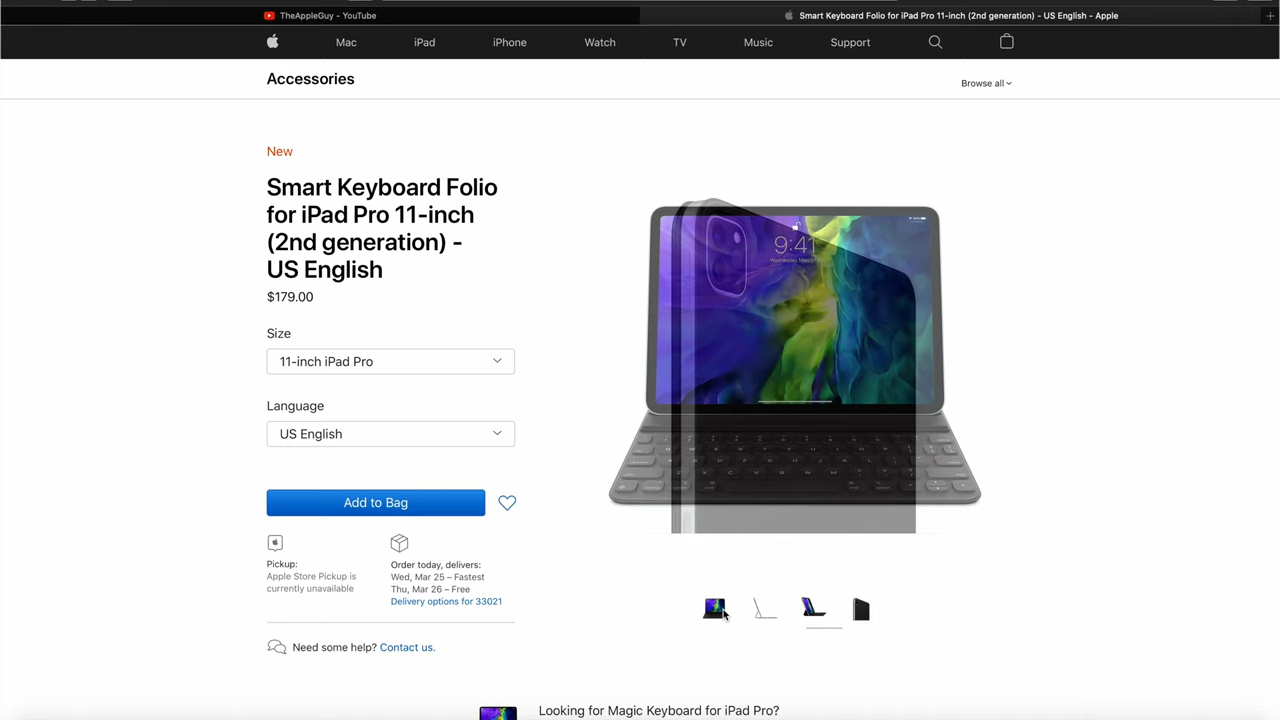 TheAppleGuy - YouTube
Smart Keyboard Folio for iPad Pro 11-inch (2nd generation) - US English - Apple
Mac iPad iPhone Watch TV Music Support
Accessories
Browse all
New
Smart Keyboard Folio
for iPad Pro 11-inch
(2nd generation) -
US English
$179.00
Size
11-inch iPad Pro
Language
US English
Add to Bag
Pickup:
Apple Store Pickup is
currently unavailable
Order today, delivers:
Wed, Mar 25 – Fastest
Thu, Mar 26 – Free
Delivery options for 33021
Need some help? Contact us.
9:41
Looking for Magic Keyboard for iPad Pro?